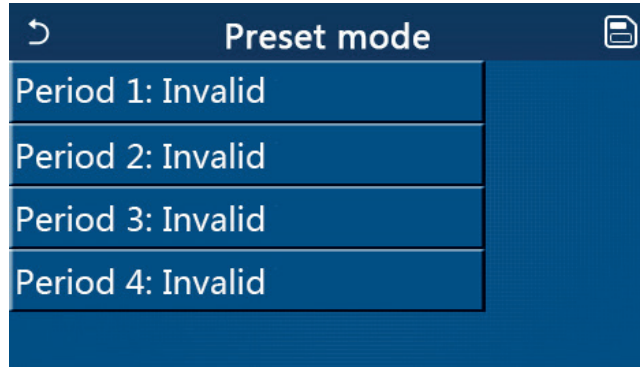 Preset mode
Period 1: Invalid
Period 2: Invalid
Period 3: Invalid
Period 4: Invalid